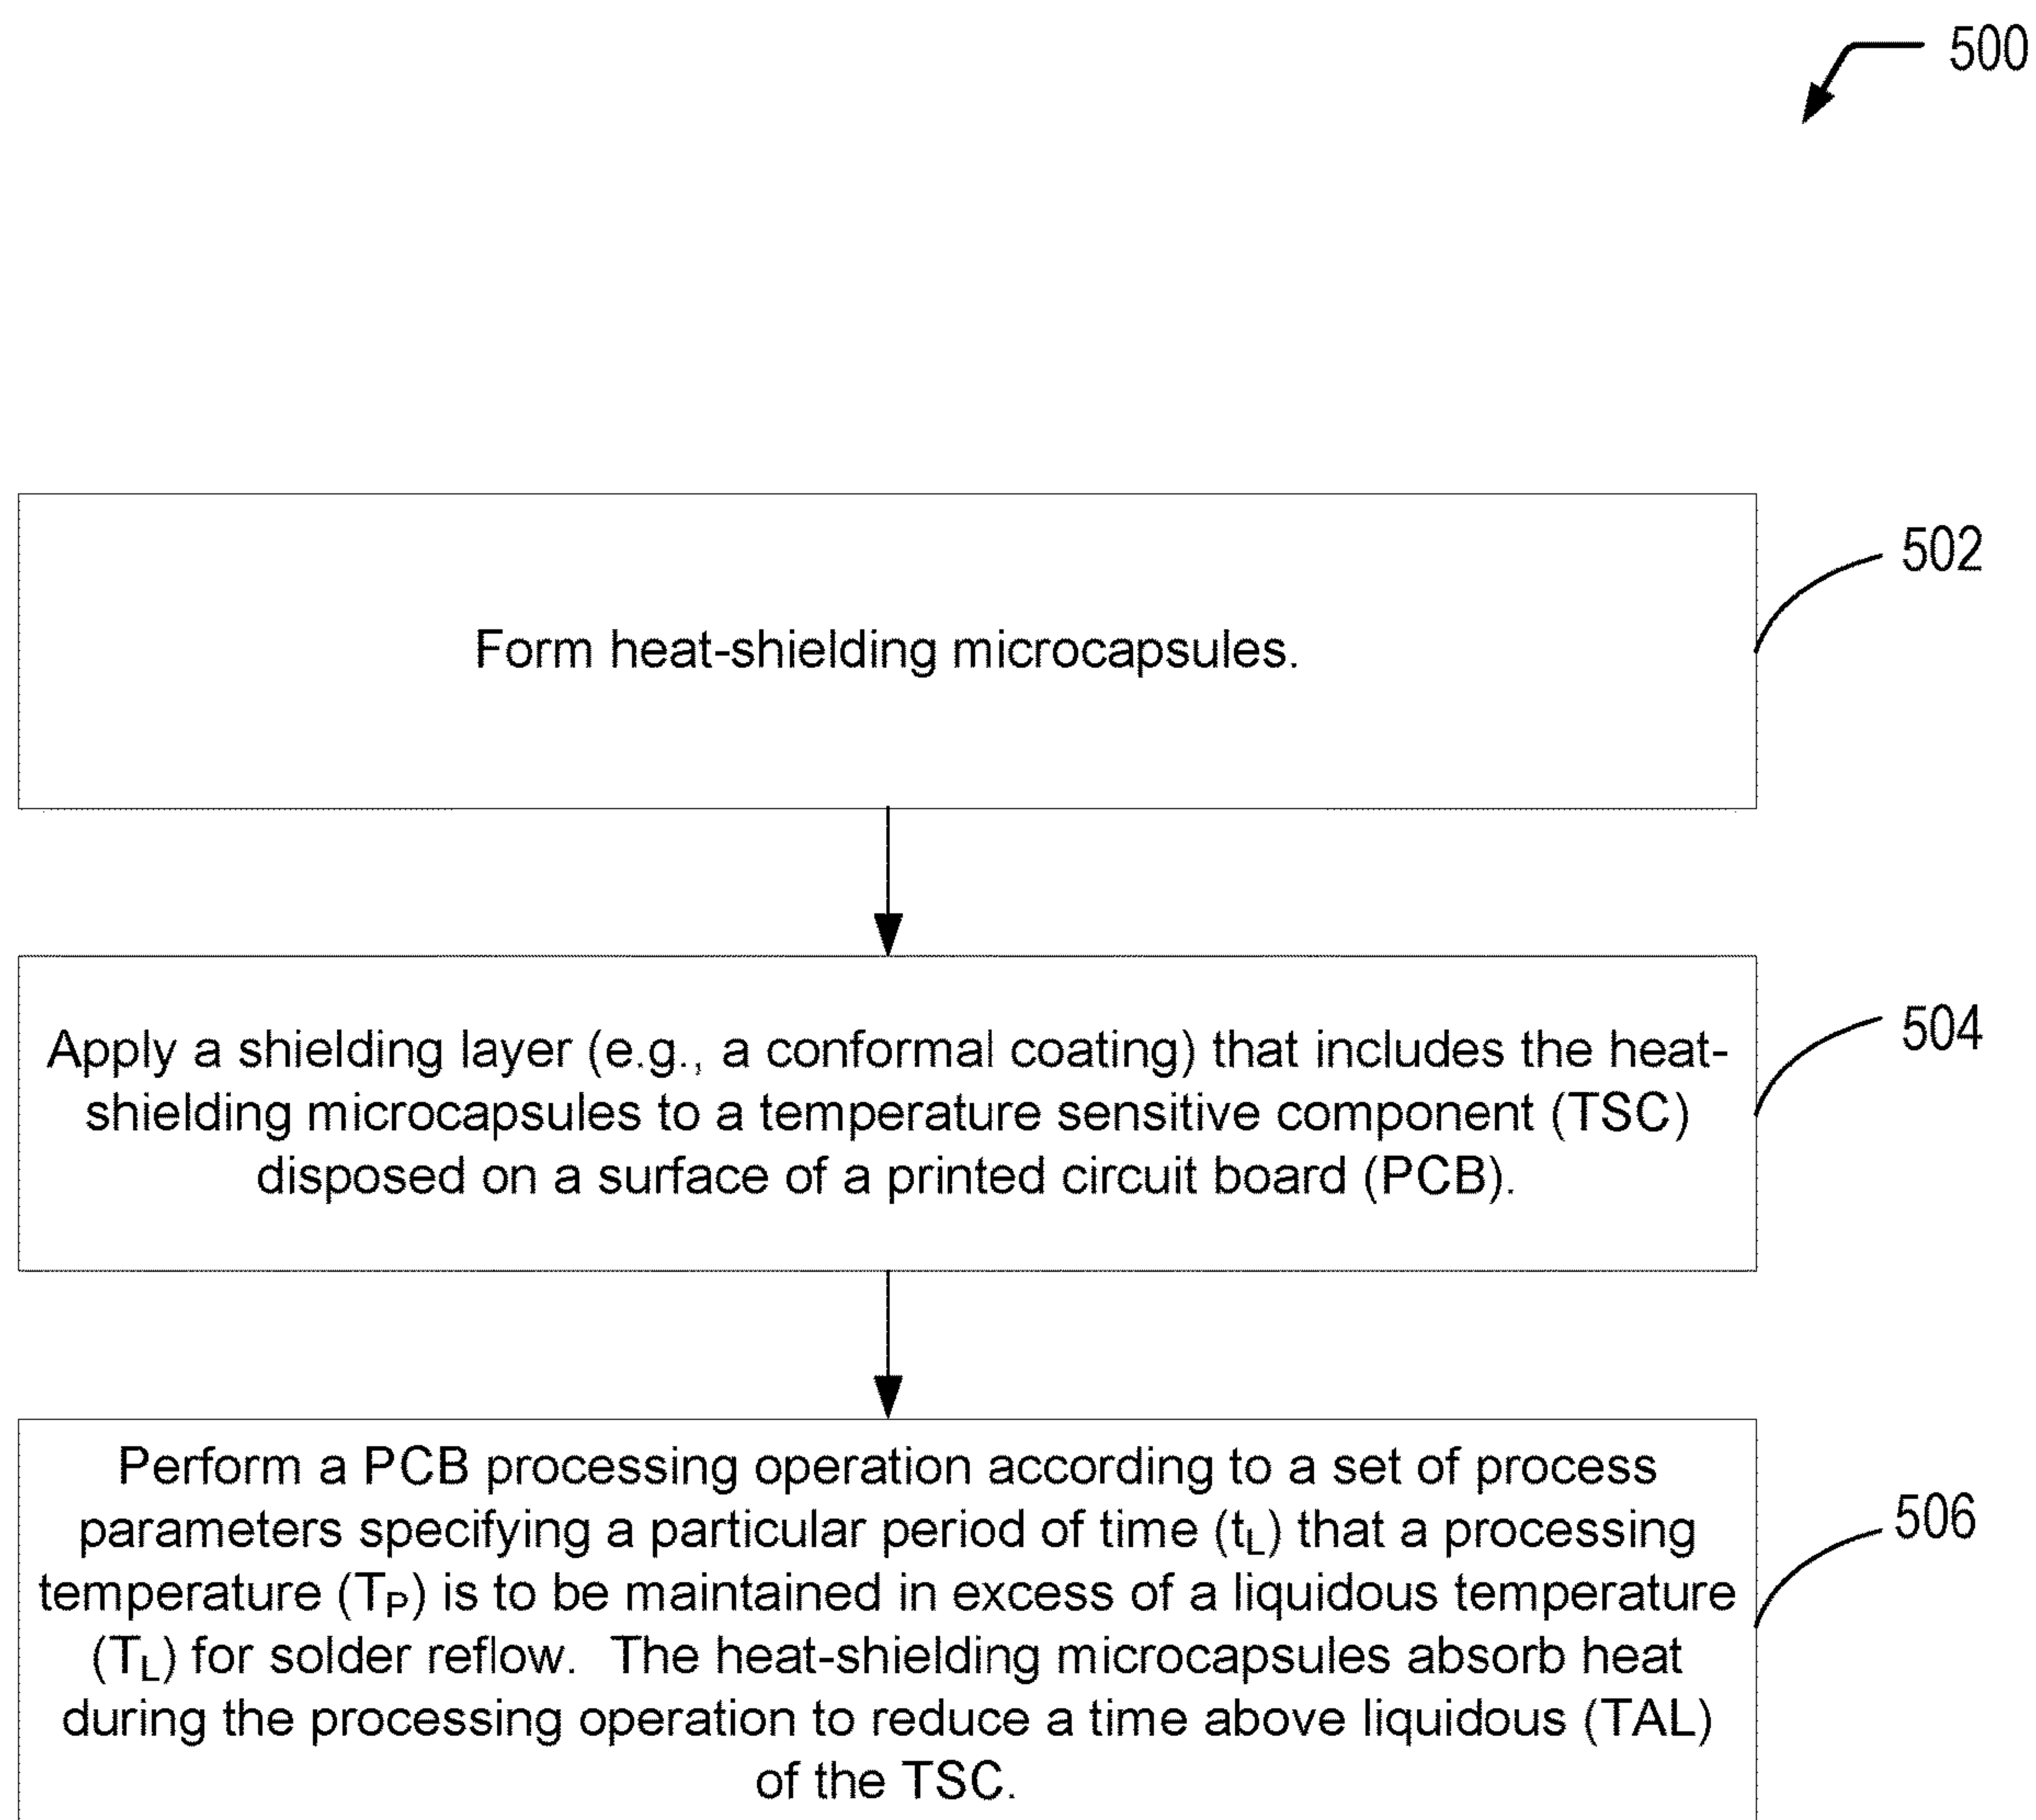 500
Form heat-shielding microcapsules.
502
Apply a shielding layer (e.g., a conformal coating) that includes the heat-
shielding microcapsules to a temperature sensitive component (TSC)
disposed on a surface of a printed circuit board (PCB).
504
Perform a PCB processing operation according to a set of process
parameters specifying a particular period of time (tL) that a processing
temperature (TP) is to be maintained in excess of a liquidous temperature
(TL) for solder reflow.  The heat-shielding microcapsules absorb heat
during the processing operation to reduce a time above liquidous (TAL)
of the TSC.
506